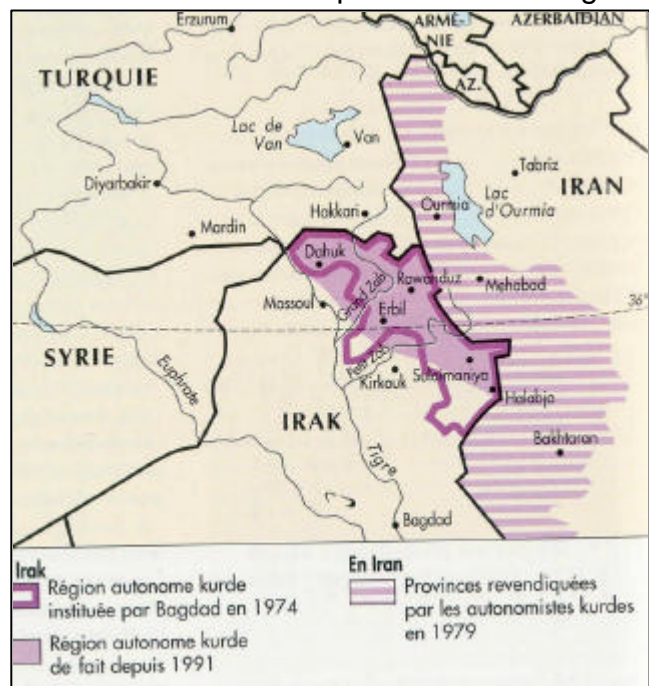 Erzurum
ARMÉ-
NIE
AZERBAÏDJAN
AZ.
TURQUIE
Lac de
Van
Van
Tabriz
IRAN
Diyarbakir
Lac
d'Ourmia
Ourmia
Hakkari
Mardin
Dahuk
Rawanduz
Mehabad
Mossoul
Grand Zab
36°
Erbil
SYRIE
Euphrate
Petit Zab
Kirkouk
Sulaimaniya
Halabja
IRAK
Tigre
Bakhtaran
Bagdad
Irak
Région autonome kurde
instituée par Bagdad en 1974
Région autonome kurde
de fait depuis 1991
En Iran
Provinces revendiquées
par les autonomistes kurdes
en 1979